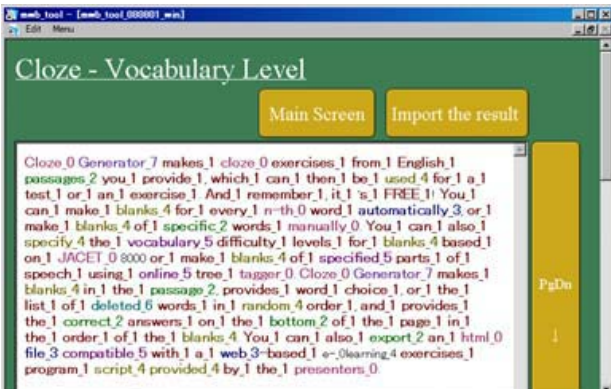 mwb_tool - [mwb_tool_080801_win]
Edit Menu
Cloze - Vocabulary Level
Main Screen
Import the result
Cloze_0 Generator_7 makes_1 cloze_0 exercises_1 from_1 English_1
passages_2 you_1 provide_1, which_1 can_1 then_1 be_1 used_4 for_1 a_1
test_1 or_1 an_1 exercise_1. And_1 remember_1, it_1 's_1 FREE_1! You_1
can_1 make_1 blanks_4 for_1 every_1 n-th_0 word_1 automatically_3, or_1
make_1 blanks_4 of_1 specific_2 words_1 manually_0. You_1 can_1 also_1
specify_4 the_1 vocabulary_5 difficulty_1 levels_1 for_1 blanks_4 based_1
on_1 JACET_0 8000 or_1 make_1 blanks_4 of_1 specified_5 parts_1 of_1
speech_1 using_1 online_5 tree_1 tagger_0. Cloze_0 Generator_7 makes_1
blanks_4 in_1 the_1 passage_2, provides_1 word_1 choice_1, or_1 the_1
list_1 of_1 deleted_6 words_1 in_1 random_4 order_1, and_1 provides_1
the_1 correct_2 answers_1 on_1 the_1 bottom_2 of_1 the_1 page_1 in_1
the_1 order_1 of_1 the_1 blanks_4. You_1 can_1 also_1 export_2 an_1 html_0
file_3 compatible_5 with_1 a_1 web_3-based_1 e-_0learning_4 exercises_1
program_1 script_4 provided_4 by_1 the_1 presenters_0.
PgDn
↓